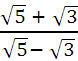 √5 + √3
√5 − √3